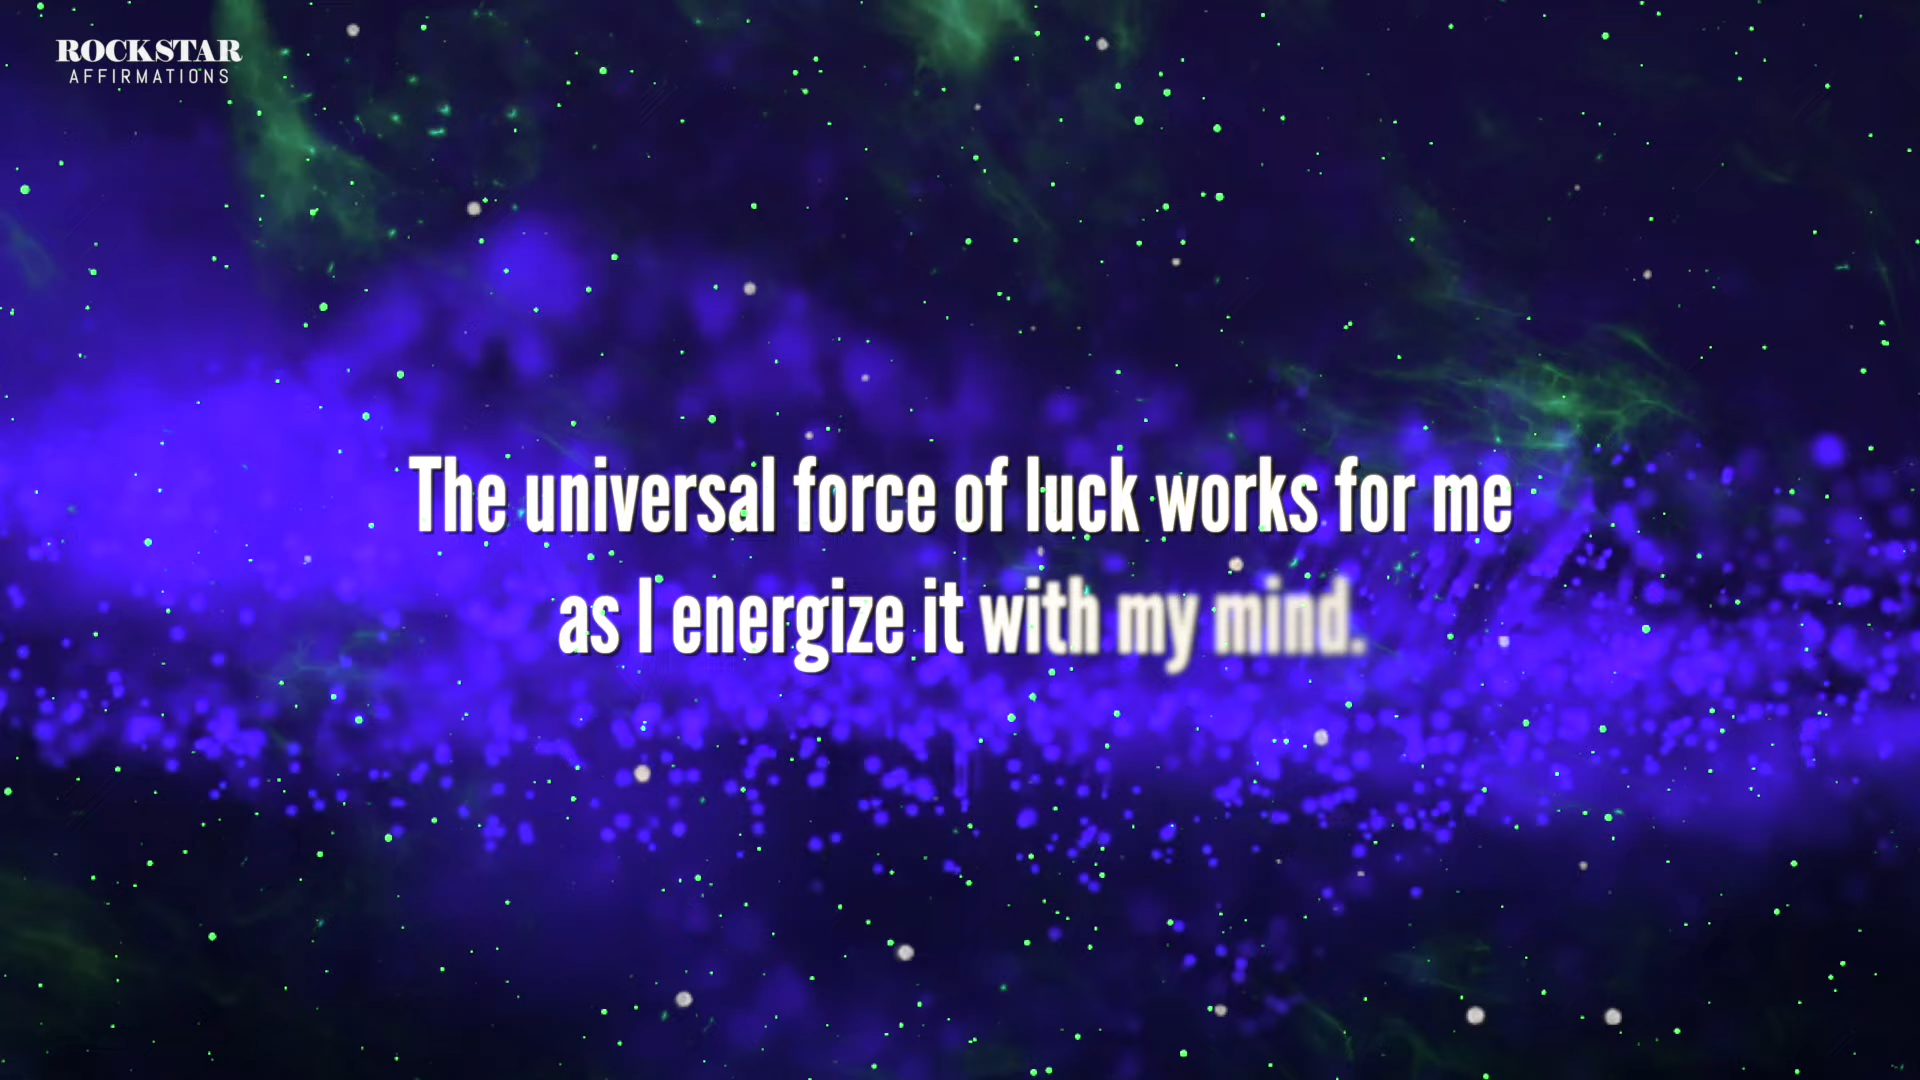 ROCKSTAR
AFFIRMATIONS
The universal force of luck works for me
as I energize it with my mind.